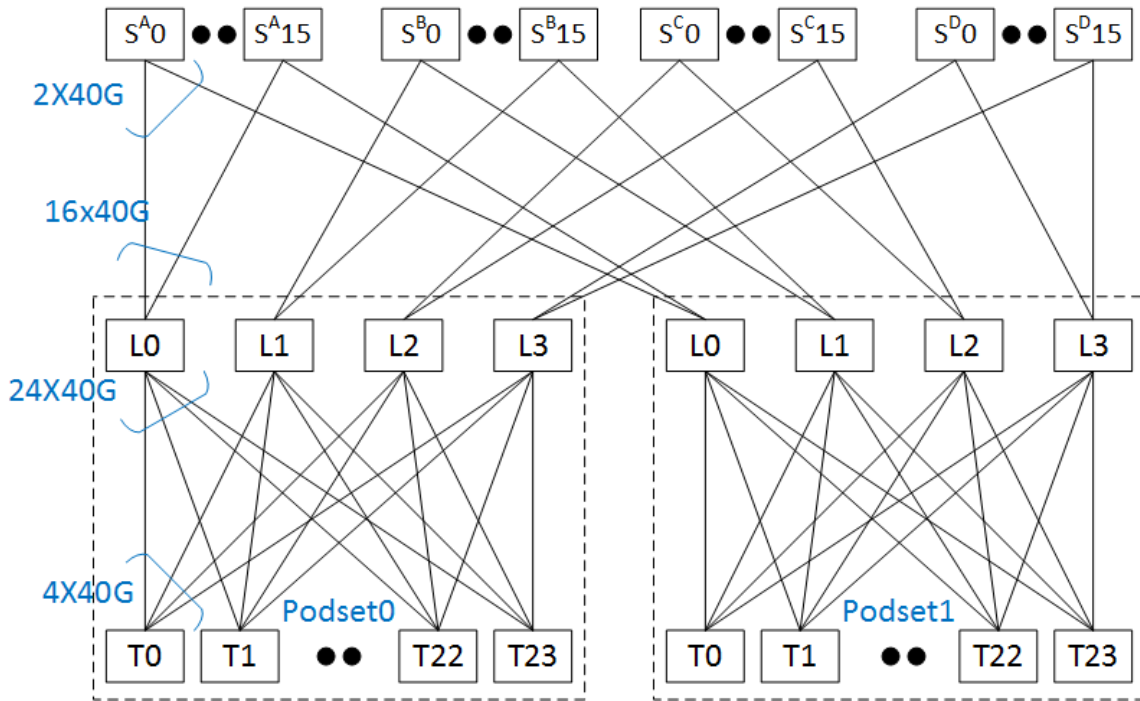 S^A0 S^A15 S^B0 S^B15 S^C0 S^C15 S^D0 S^D15
2X40G
16x40G
L0 L1 L2 L3 L0 L1 L2 L3
24X40G
4X40G
Podset0 Podset1
T0 T1 T22 T23 T0 T1 T22 T23